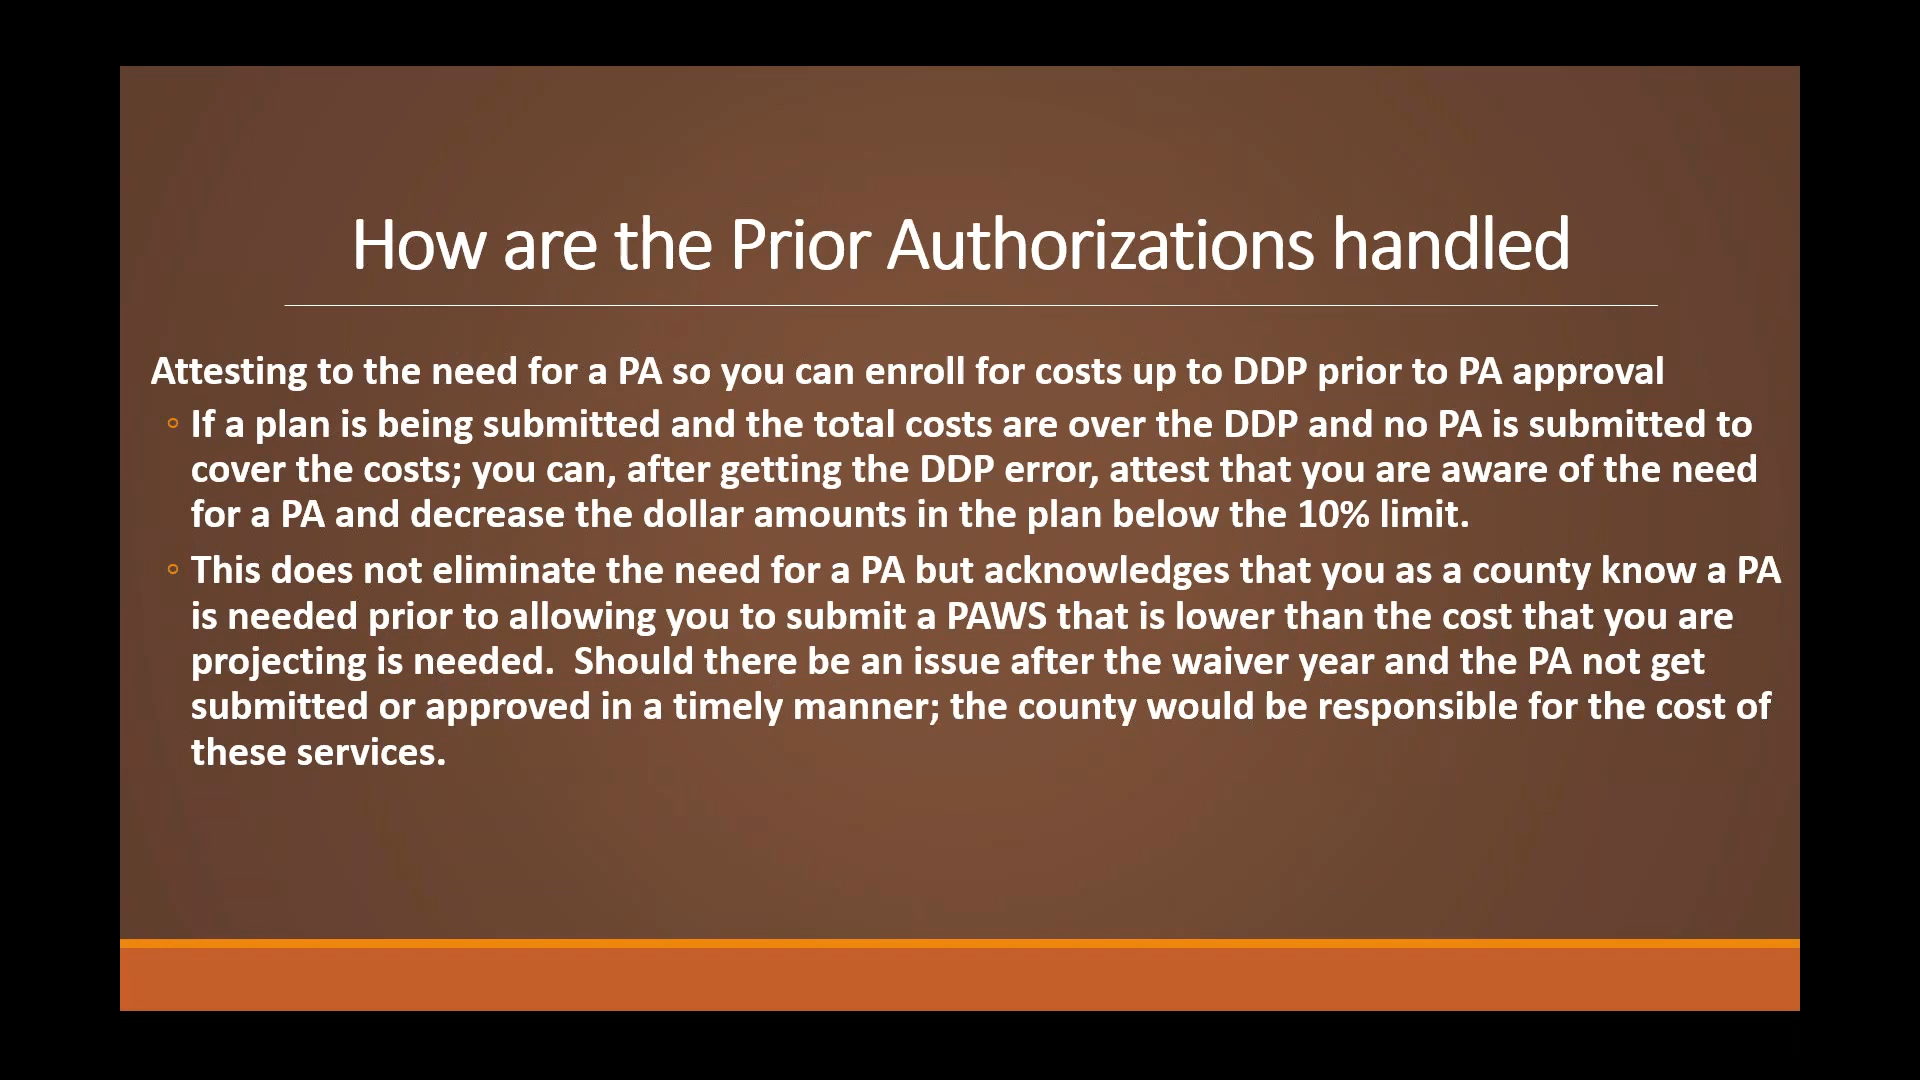 How are the Prior Authorizations handled
Attesting to the need for a PA so you can enroll for costs up to DDP prior to PA approval
◦ If a plan is being submitted and the total costs are over the DDP and no PA is submitted to
cover the costs; you can, after getting the DDP error, attest that you are aware of the need
for a PA and decrease the dollar amounts in the plan below the 10% limit.
◦ This does not eliminate the need for a PA but acknowledges that you as a county know a PA
is needed prior to allowing you to submit a PAWS that is lower than the cost that you are
projecting is needed.  Should there be an issue after the waiver year and the PA not get
submitted or approved in a timely manner; the county would be responsible for the cost of
these services.